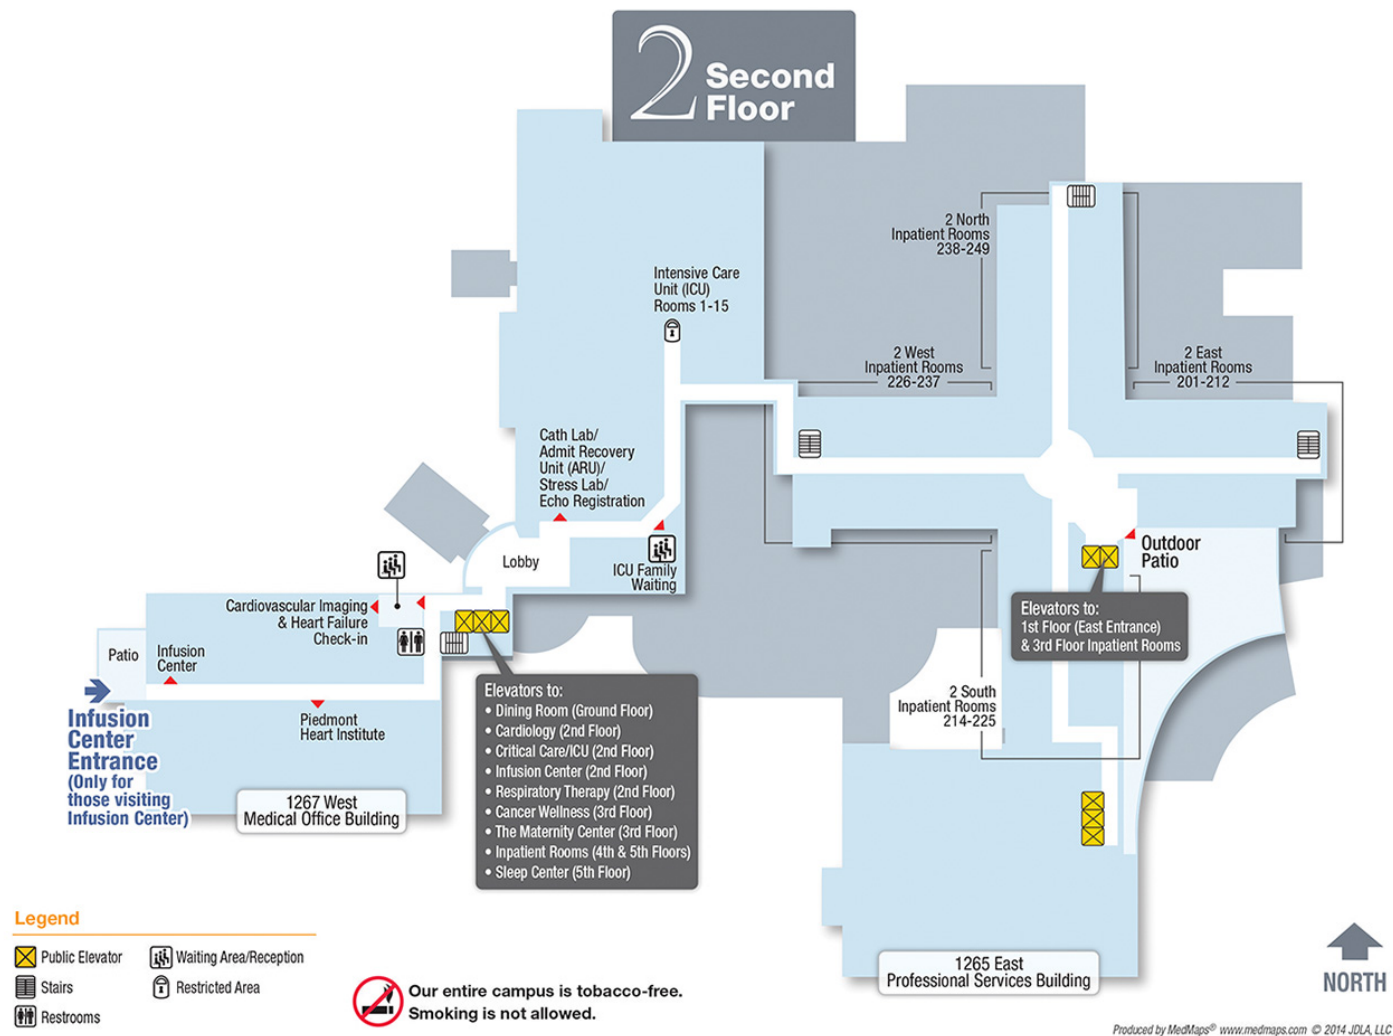 2 Second
Floor
2 North
Inpatient Rooms
238-249
Intensive Care
Unit (ICU)
Rooms 1-15
2 West
Inpatient Rooms
226-237
2 East
Inpatient Rooms
201-212
Cath Lab/
Admit Recovery
Unit (ARU)/
Stress Lab/
Echo Registration
Lobby
ICU Family
Waiting
Outdoor
Patio
Cardiovascular Imaging
& Heart Failure
Check-in
Elevators to:
1st Floor (East Entrance)
& 3rd Floor Inpatient Rooms
Patio
Infusion
Center
Infusion
Center
Entrance
(Only for
those visiting
Infusion Center)
Piedmont
Heart Institute
Elevators to:
• Dining Room (Ground Floor)
• Cardiology (2nd Floor)
• Critical Care/ICU (2nd Floor)
• Infusion Center (2nd Floor)
• Respiratory Therapy (2nd Floor)
• Cancer Wellness (3rd Floor)
• The Maternity Center (3rd Floor)
• Inpatient Rooms (4th & 5th Floors)
• Sleep Center (5th Floor)
2 South
Inpatient Rooms
214-225
1267 West
Medical Office Building
1265 East
Professional Services Building
Legend
Public Elevator
Waiting Area/Reception
Stairs
Restricted Area
Restrooms
Our entire campus is tobacco-free.
Smoking is not allowed.
NORTH
Produced by MedMaps® www.medmaps.com © 2014 JDLA, LLC